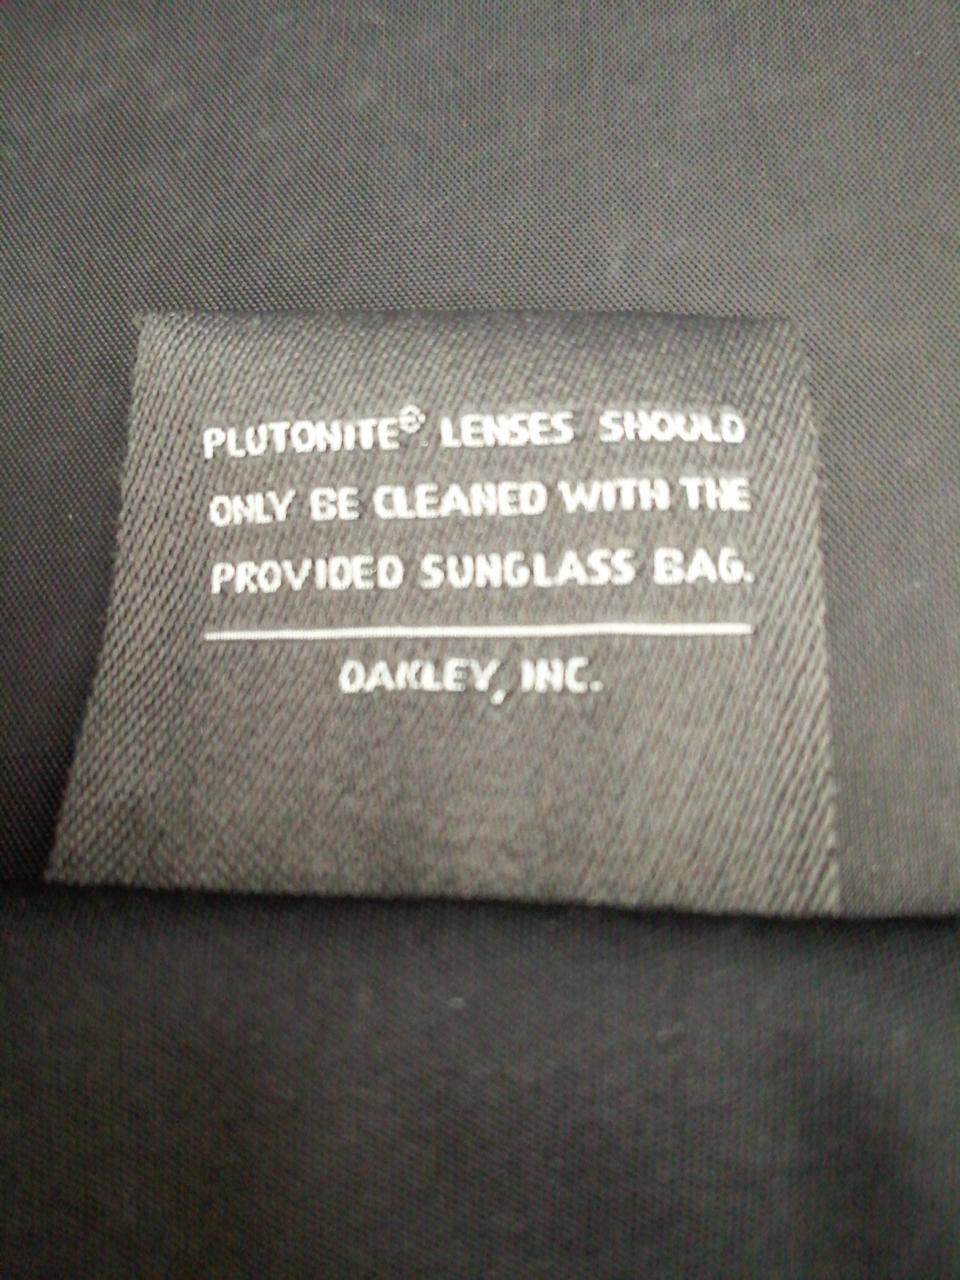 PLUTONITE® LENSES SHOULD
ONLY BE CLEANED WITH THE
PROVIDED SUNGLASS BAG.
OAKLEY, INC.